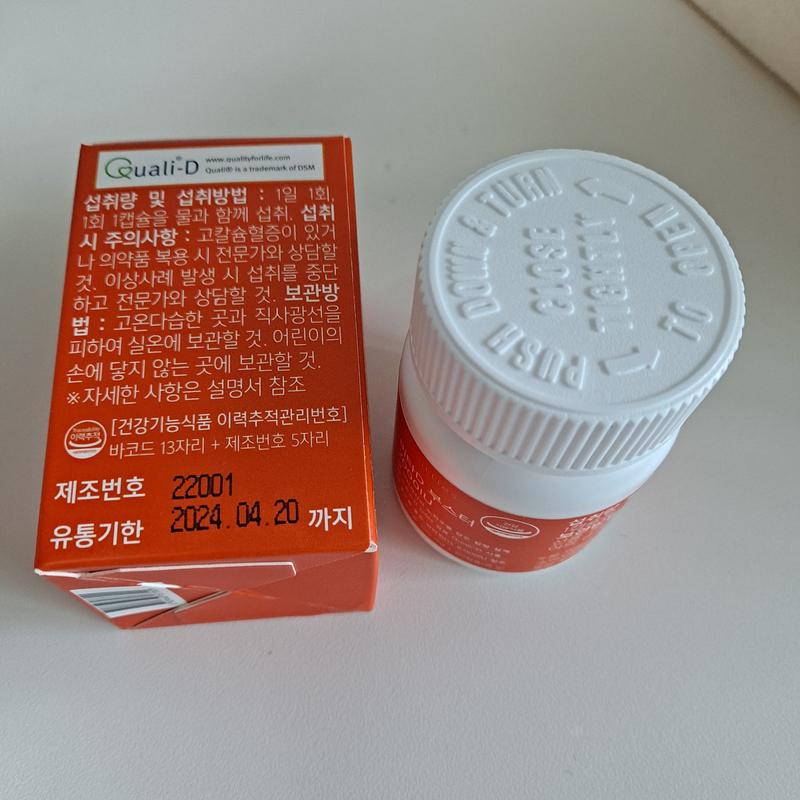 Quali®-D
www.qualityforlife.com
Quali® is a trademark of DSM
섭취량 및 섭취방법 : 1일 1회,
1회 1캡슐을 물과 함께 섭취. 섭취
시 주의사항 : 고칼슘혈증이 있거
나 의약품 복용 시 전문가와 상담할
것. 이상사례 발생 시 섭취를 중단
하고 전문가와 상담할 것. 보관방
법 : 고온다습한 곳과 직사광선을
피하여 실온에 보관할 것. 어린이의
손에 닿지 않는 곳에 보관할 것.
※자세한 사항은 설명서 참조
이력추적
[건강기능식품 이력추적관리번호]
바코드 13자리 + 제조번호 5자리
제조번호 22001
유통기한 2024.04.20 까지
PUSH DOWN & TURN
TO OPEN
CLOSE
TIGHTLY
부스터